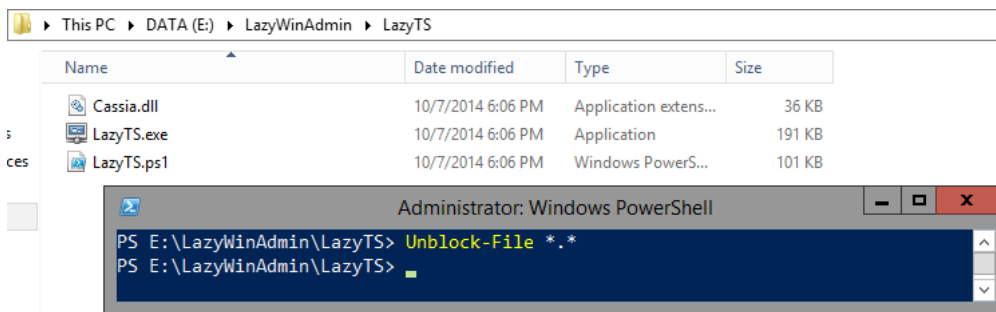 This PC ▸ DATA (E:) ▸ LazyWinAdmin ▸ LazyTS
Name Date modified Type Size
Cassia.dll 10/7/2014 6:06 PM Application extens... 36 KB
LazyTS.exe 10/7/2014 6:06 PM Application 191 KB
LazyTS.ps1 10/7/2014 6:06 PM Windows PowerS... 101 KB
s
ces
Administrator: Windows PowerShell
PS E:\LazyWinAdmin\LazyTS> Unblock-File *.*
PS E:\LazyWinAdmin\LazyTS>